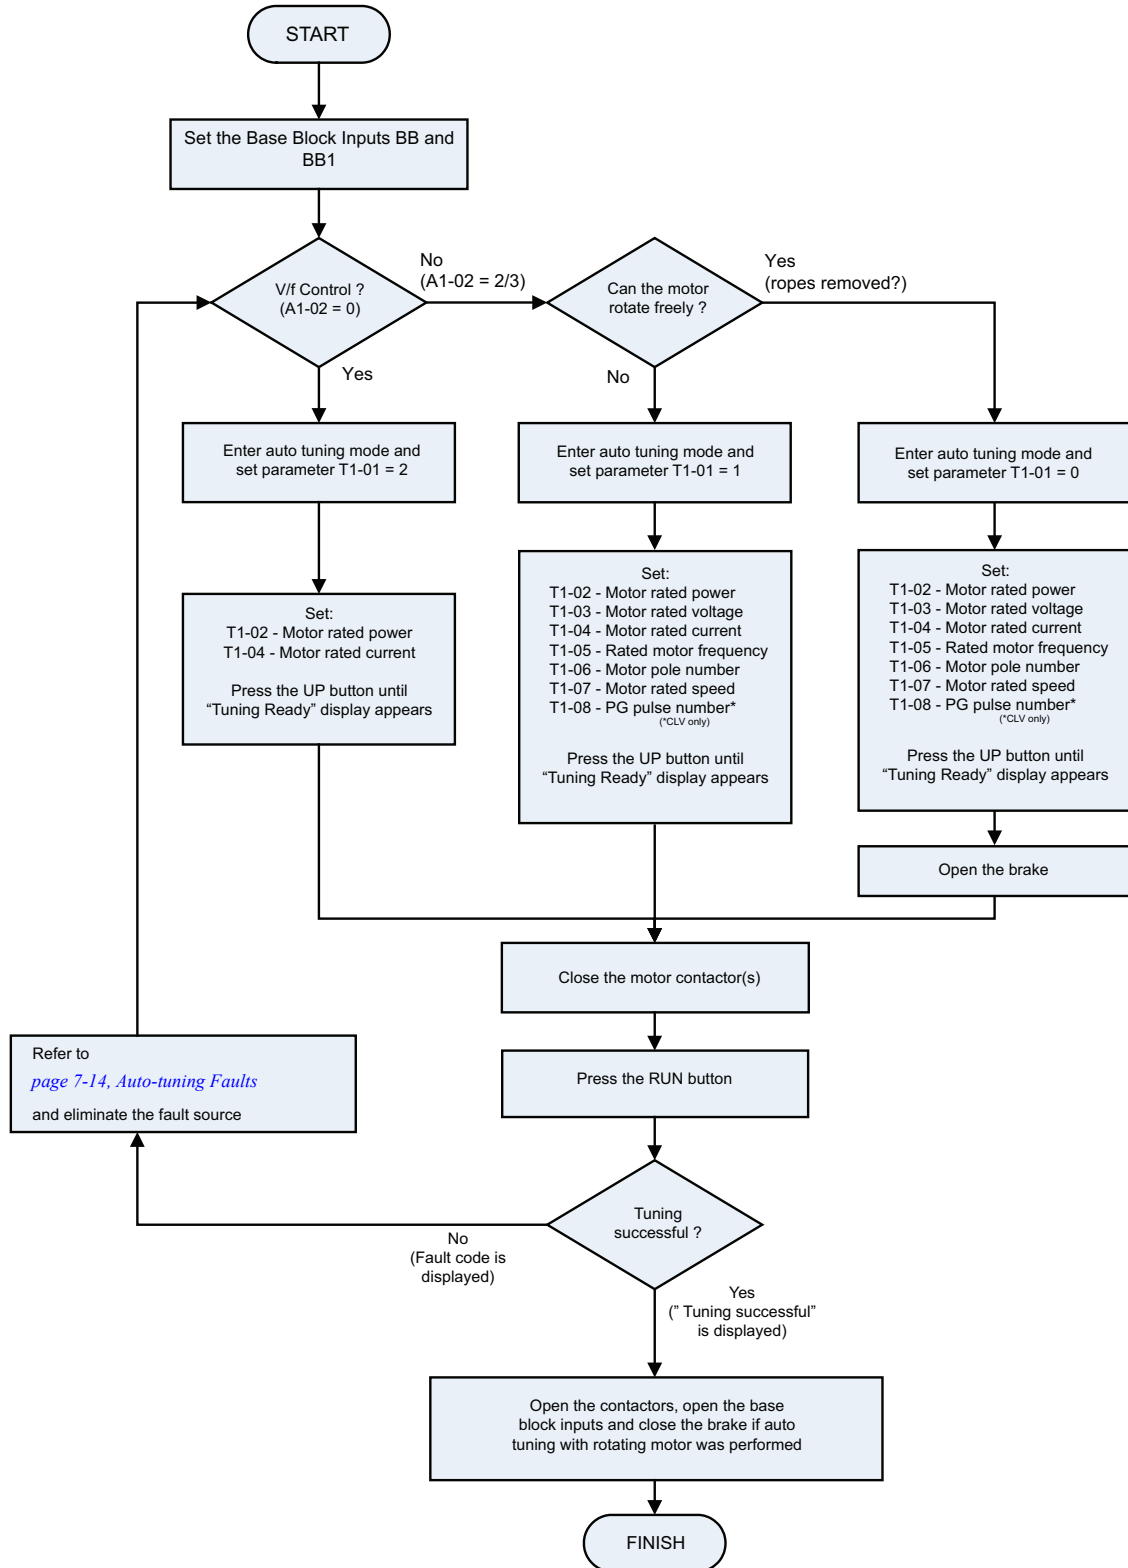 START
Set the Base Block Inputs BB and
BB1
V/f Control ?
(A1-02 = 0)
No
(A1-02 = 2/3)
Can the motor
rotate freely ?
Yes
(ropes removed?)
Yes
No
Enter auto tuning mode and
set parameter T1-01 = 2
Enter auto tuning mode and
set parameter T1-01 = 1
Enter auto tuning mode and
set parameter T1-01 = 0
Set:
T1-02 - Motor rated power
T1-04 - Motor rated current
Press the UP button until
“Tuning Ready” display appears
Set:
T1-02 - Motor rated power
T1-03 - Motor rated voltage
T1-04 - Motor rated current
T1-05 - Rated motor frequency
T1-06 - Motor pole number
T1-07 - Motor rated speed
T1-08 - PG pulse number*
(*CLV only)
Press the UP button until
“Tuning Ready” display appears
Set:
T1-02 - Motor rated power
T1-03 - Motor rated voltage
T1-04 - Motor rated current
T1-05 - Rated motor frequency
T1-06 - Motor pole number
T1-07 - Motor rated speed
T1-08 - PG pulse number*
(*CLV only)
Press the UP button until
“Tuning Ready” display appears
Open the brake
Close the motor contactor(s)
Press the RUN button
Refer to
page 7-14, Auto-tuning Faults
and eliminate the fault source
Tuning
successful ?
No
(Fault code is
displayed)
Yes
(” Tuning successful”
is displayed)
Open the contactors, open the base
block inputs and close the brake if auto
tuning with rotating motor was performed
FINISH